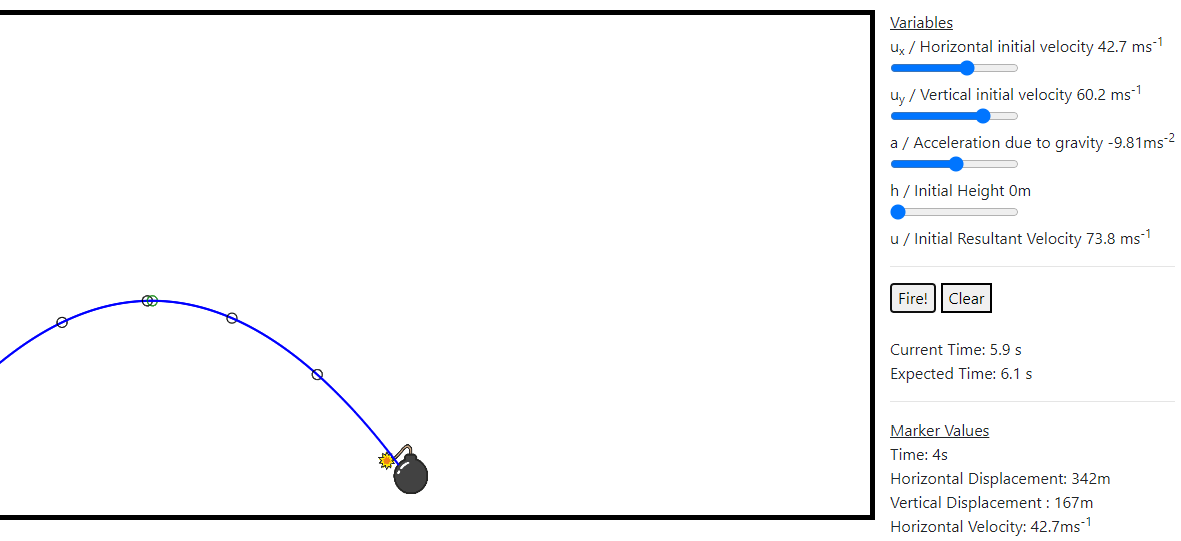 Variables
uₓ / Horizontal initial velocity 42.7 ms⁻¹
uᵧ / Vertical initial velocity 60.2 ms⁻¹
a / Acceleration due to gravity -9.81ms⁻²
h / Initial Height 0m
u / Initial Resultant Velocity 73.8 ms⁻¹
Fire! Clear
Current Time: 5.9 s
Expected Time: 6.1 s
Marker Values
Time: 4s
Horizontal Displacement: 342m
Vertical Displacement : 167m
Horizontal Velocity: 42.7ms⁻¹